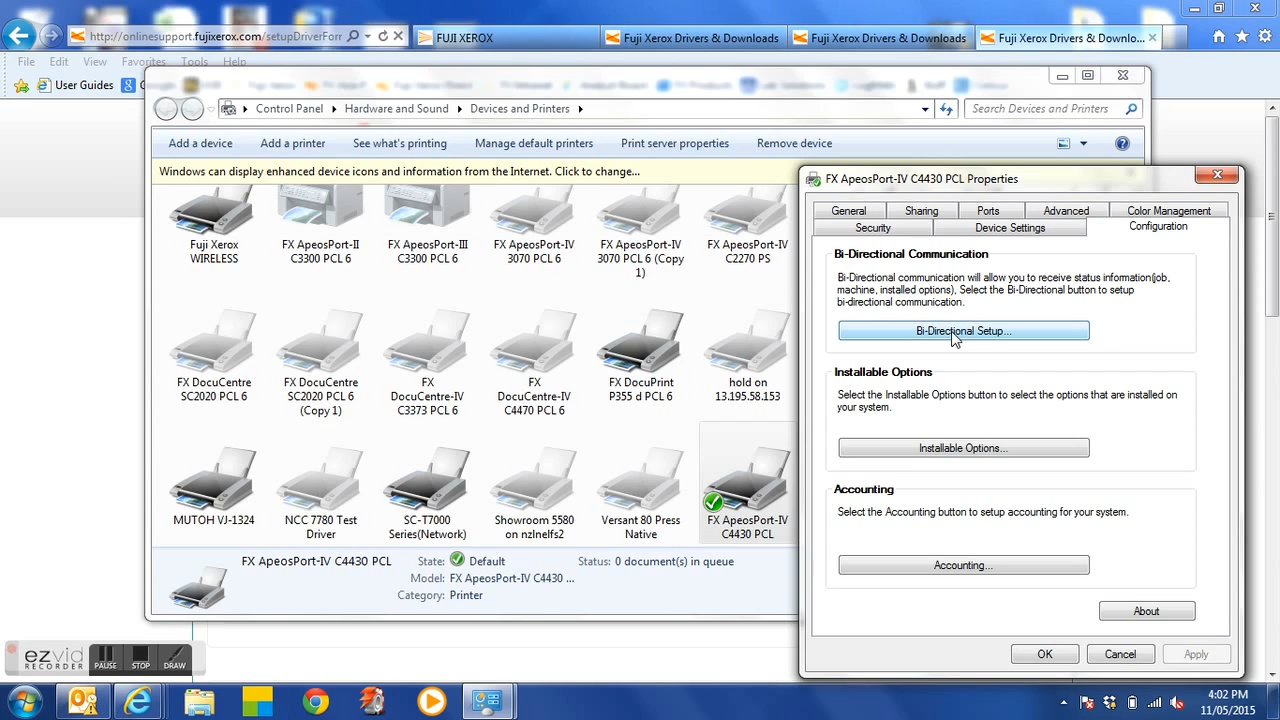 http://onlinesupport.fujixerox.com/setupDriverForr
FUJI XEROX
Fuji Xerox Drivers & Downloads
Fuji Xerox Drivers & Downloads
Fuji Xerox Drivers & Downlo...
File Edit View Favorites Tools Help
User Guides
Control Panel Hardware and Sound Devices and Printers
Search Devices and Printers
Add a device Add a printer See what's printing Manage default printers Print server properties Remove device
Windows can display enhanced device icons and information from the Internet. Click to change...
Fuji Xerox
WIRELESS
FX ApeosPort-II
C3300 PCL 6
FX ApeosPort-III
C3300 PCL 6
FX ApeosPort-IV
3070 PCL 6
FX ApeosPort-IV
3070 PCL 6 (Copy
1)
FX ApeosPort-IV
C2270 PS
FX DocuCentre
SC2020 PCL 6
FX DocuCentre
SC2020 PCL 6
(Copy 1)
FX
DocuCentre-IV
C3373 PCL 6
FX
DocuCentre-IV
C4470 PCL 6
FX DocuPrint
P355 d PCL 6
hold on
13.195.58.153
MUTOH VJ-1324
NCC 7780 Test
Driver
SC-T7000
Series(Network)
Showroom 5580
on nzlnelfs2
Versant 80 Press
Native
FX ApeosPort-IV
C4430 PCL
FX ApeosPort-IV C4430 PCL
State: Default
Status: 0 document(s) in queue
Model: FX ApeosPort-IV C4430 ...
Category: Printer
FX ApeosPort-IV C4430 PCL Properties
General Sharing Ports Advanced Color Management
Security Device Settings Configuration
Bi-Directional Communication
Bi-Directional communication will allow you to receive status information(job,
machine, installed options), Select the Bi-Directional button to setup
bi-directional communication.
Bi-Directional Setup...
Installable Options
Select the Installable Options button to select the options that are installed on
your system.
Installable Options...
Accounting
Select the Accounting button to setup accounting for your system.
Accounting...
About
OK Cancel Apply
ezvid
RECORDER
PAUSE STOP DRAW
4:02 PM
11/05/2015